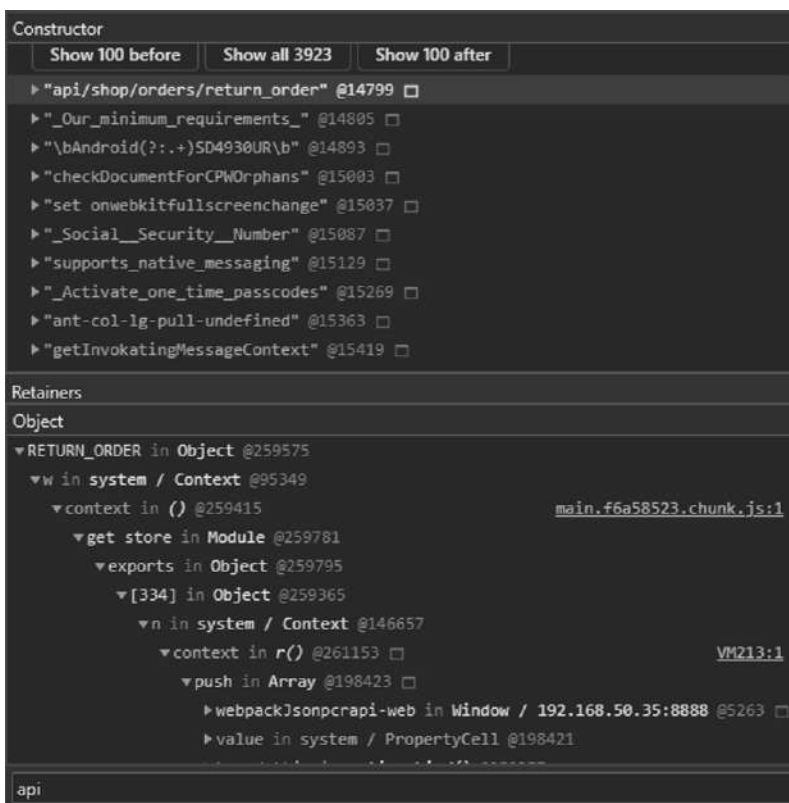 Constructor
Show 100 before Show all 3923 Show 100 after
▶"api/shop/orders/return_order" @14799
▶"_Our_minimum_requirements_" @14805
▶"\bAndroid(?:.+)SD4930UR\b" @14893
▶"checkDocumentForCPWOrphans" @15003
▶"set onwebkitfullscreenchange" @15037
▶"_Social__Security__Number" @15087
▶"supports_native_messaging" @15129
▶"_Activate_one_time_passcodes" @15269
▶"ant-col-lg-pull-undefined" @15363
▶"getInvokatingMessageContext" @15419
Retainers
Object
▼RETURN_ORDER in Object @259575
▼w in system / Context @95349
▼context in () @259415 main.f6a58523.chunk.js:1
▼get store in Module @259781
▼exports in Object @259795
▼[334] in Object @259365
▼n in system / Context @146657
▼context in r() @261153 VM213:1
▼push in Array @198423
▶webpackJsonpcrapi-web in Window / 192.168.50.35:8888 @5263
▶value in system / PropertyCell @198421
api